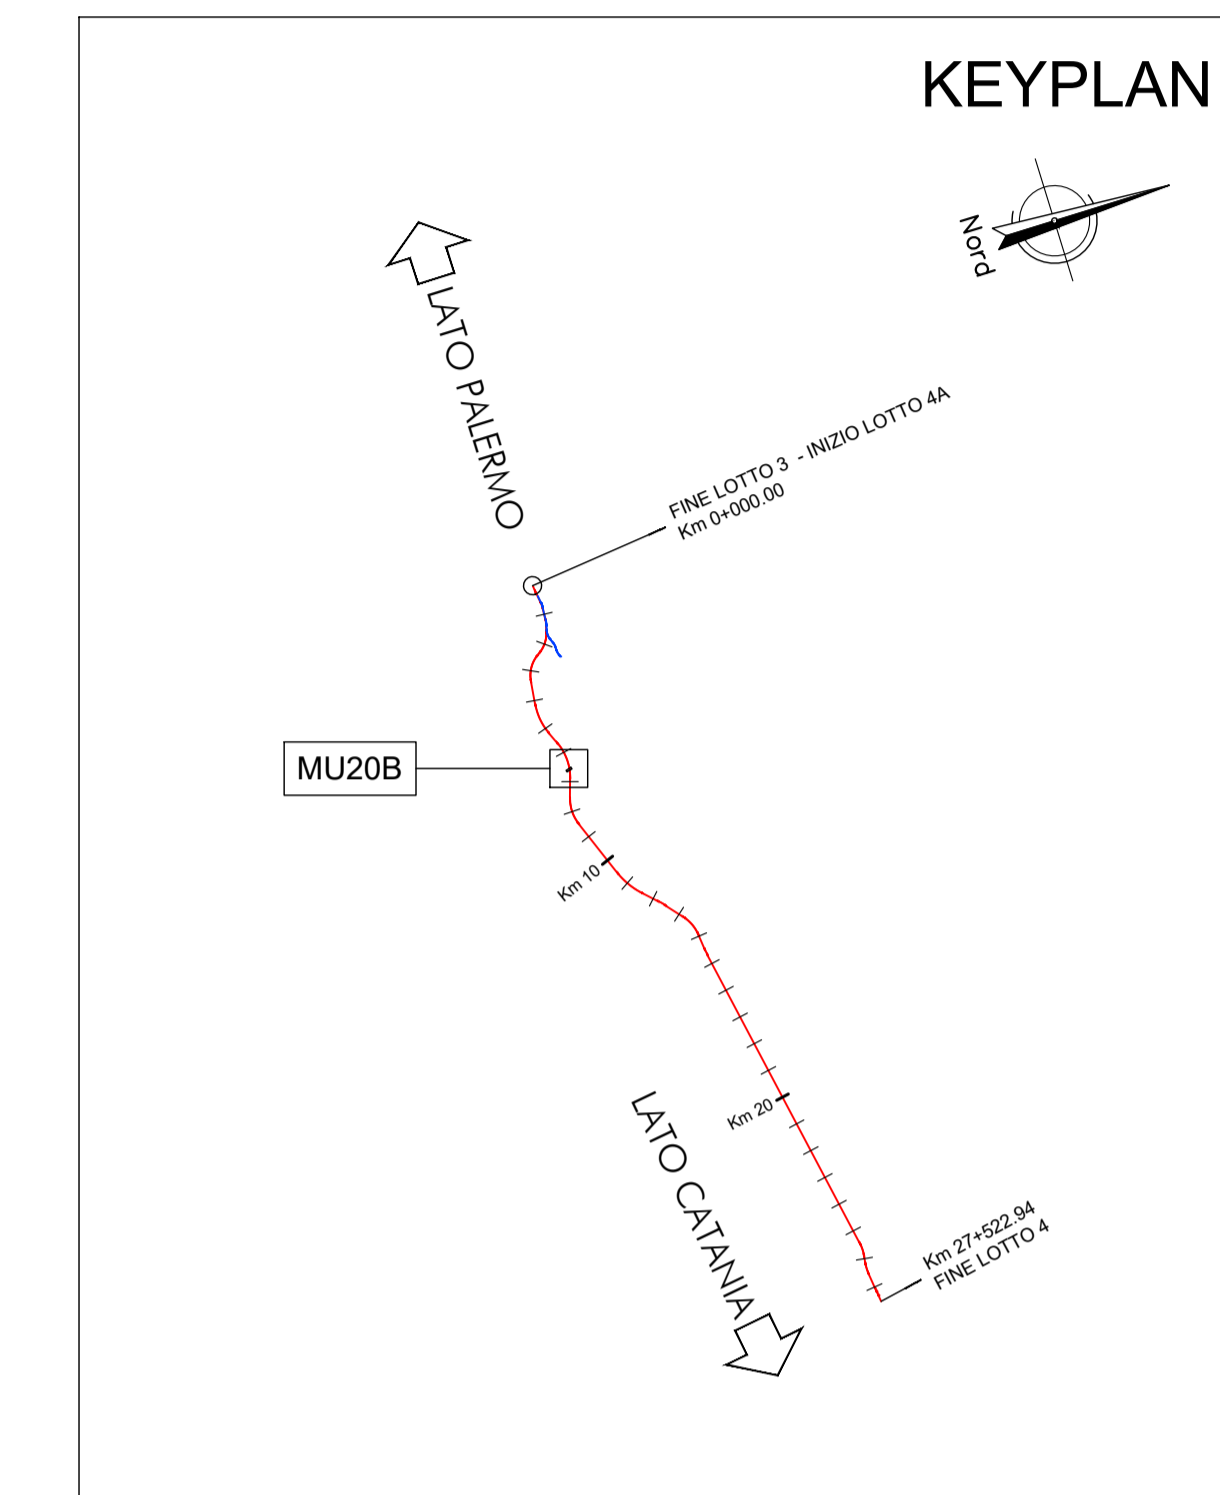 KEYPLAN
Nord
LATO PALERMO
FINE LOTTO 3 - INIZIO LOTTO 4A
Km 0+000.00
MU20B
Km 10
Km 20
LATO CATANIA
Km 27+522.94
FINE LOTTO 4